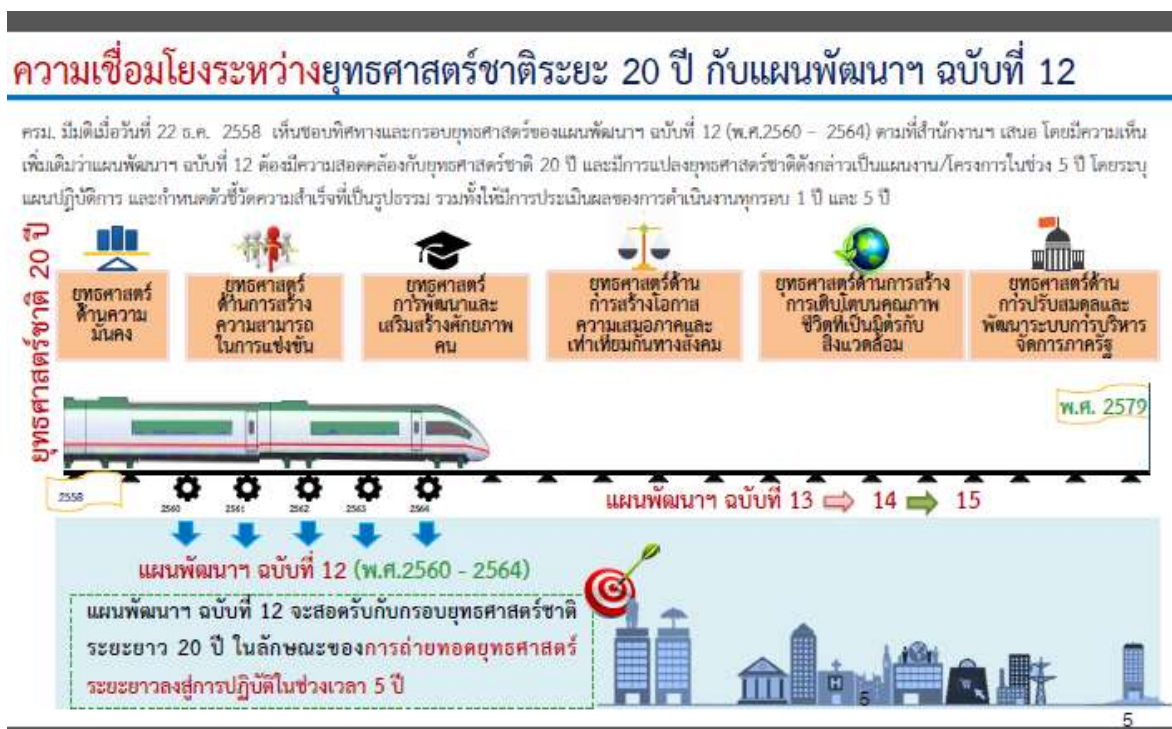 ความเชื่อมโยงระหว่างยุทธศาสตร์ชาติระยะ 20 ปี กับแผนพัฒนาฯ ฉบับที่ 12
ครม. มีมติเมื่อวันที่ 22 ธ.ค. 2558 เห็นชอบทิศทางและกรอบยุทธศาสตร์ของแผนพัฒนาฯ ฉบับที่ 12 (พ.ศ.2560 - 2564) ตามที่สำนักงานฯ เสนอ โดยมีความเห็น
เพิ่มเติมว่าแผนพัฒนาฯ ฉบับที่ 12 ต้องมีความสอดคล้องกับยุทธศาสตร์ชาติ 20 ปี และมีการแปลงยุทธศาสตร์ชาติดังกล่าวเป็นแผนงาน/โครงการในช่วง 5 ปี โดยระบุ
แผนปฏิบัติการ และกำหนดตัวชี้วัดความสำเร็จที่เป็นรูปธรรม รวมทั้งให้มีการประเมินผลของการดำเนินงานทุกรอบ 1 ปี และ 5 ปี
ยุทธศาสตร์ชาติ 20 ปี
ยุทธศาสตร์
ด้านความ
มั่นคง
ยุทธศาสตร์
ด้านการสร้าง
ความสามารถ
ในการแข่งขัน
ยุทธศาสตร์
การพัฒนาและ
เสริมสร้างศักยภาพ
คน
ยุทธศาสตร์ด้าน
การสร้างโอกาส
ความเสมอภาคและ
เท่าเทียมกันทางสังคม
ยุทธศาสตร์ด้านการสร้าง
การเติบโตบนคุณภาพ
ชีวิตที่เป็นมิตรกับ
สิ่งแวดล้อม
ยุทธศาสตร์ด้าน
การปรับสมดุลและ
พัฒนาระบบการบริหาร
จัดการภาครัฐ
พ.ศ. 2579
2558
2560 2561 2562 2563 2564
แผนพัฒนาฯ ฉบับที่ 13 14 15
แผนพัฒนาฯ ฉบับที่ 12 (พ.ศ.2560 - 2564)
แผนพัฒนาฯ ฉบับที่ 12 จะสอดรับกับกรอบยุทธศาสตร์ชาติ
ระยะยาว 20 ปี ในลักษณะของการถ่ายทอดยุทธศาสตร์
ระยะยาวลงสู่การปฏิบัติในช่วงเวลา 5 ปี
H
5
5